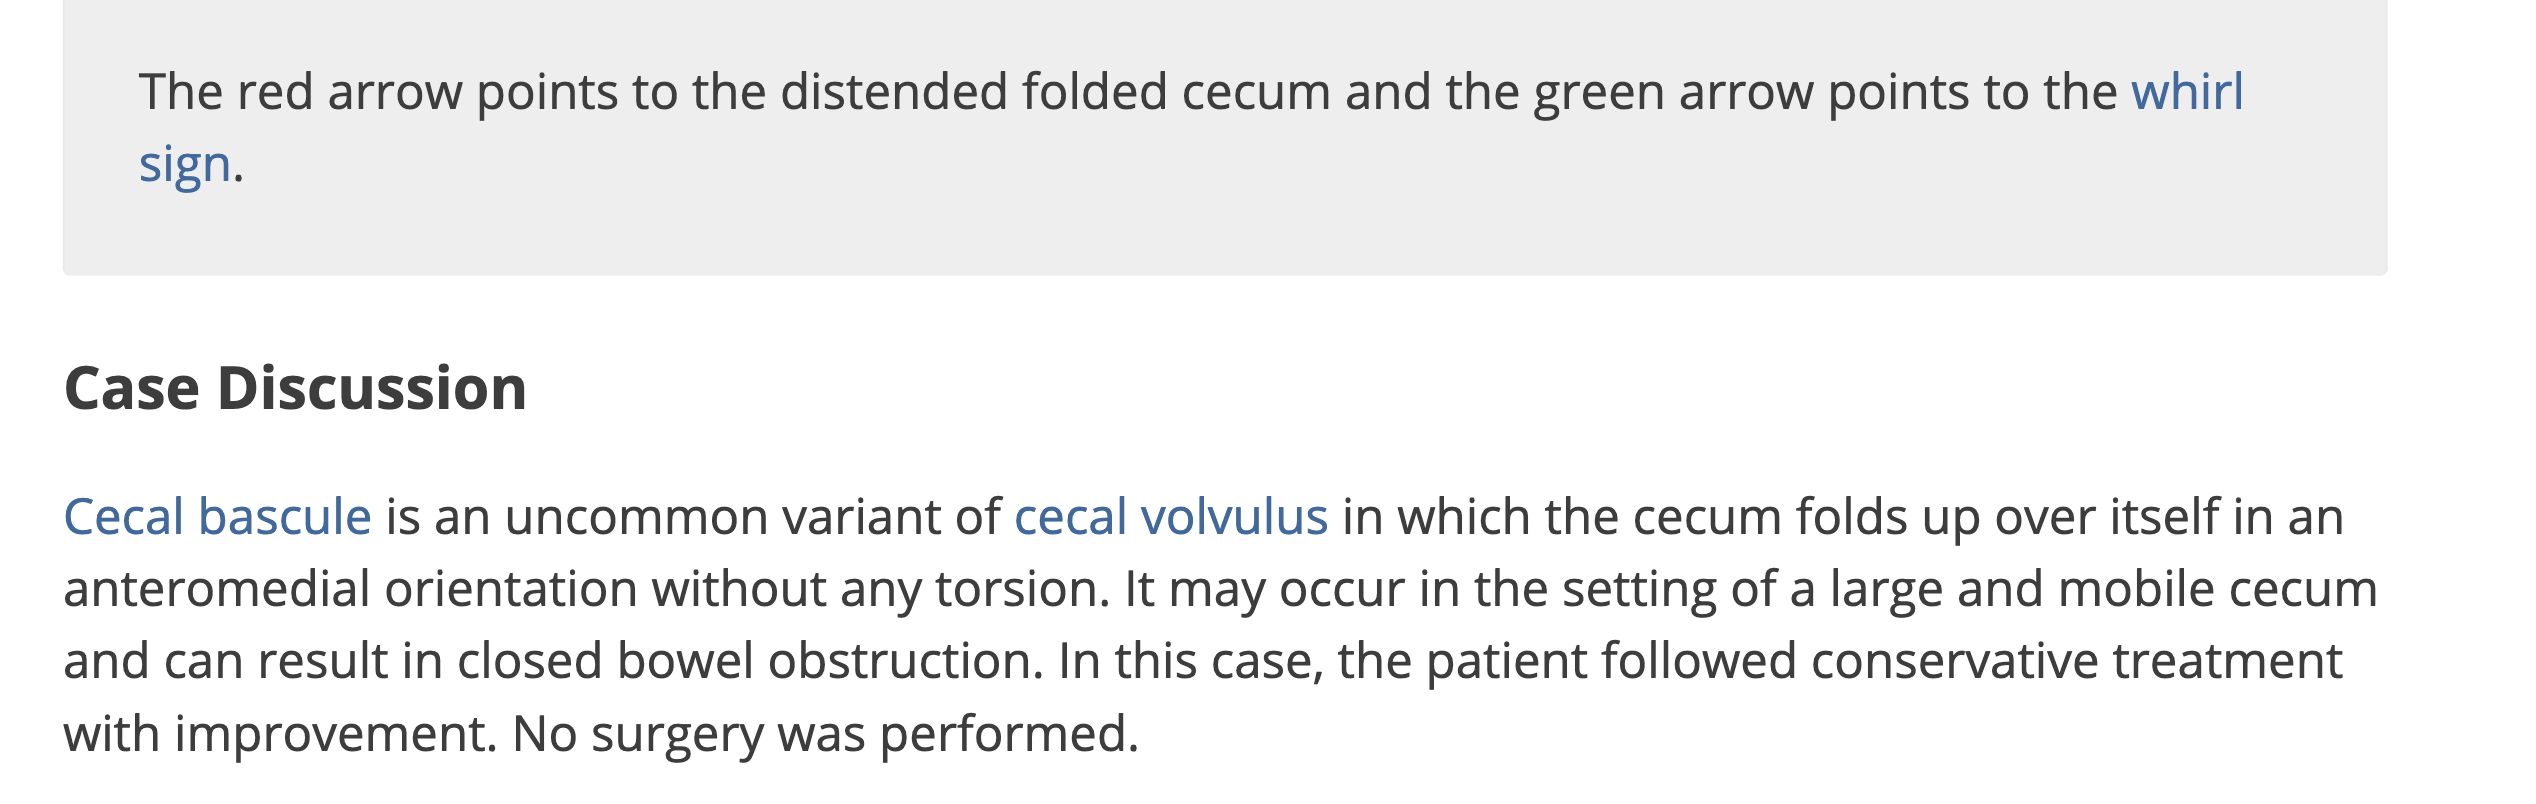 The red arrow points to the distended folded cecum and the green arrow points to the whirl
sign.
Case Discussion
Cecal bascule is an uncommon variant of cecal volvulus in which the cecum folds up over itself in an
anteromedial orientation without any torsion. It may occur in the setting of a large and mobile cecum
and can result in closed bowel obstruction. In this case, the patient followed conservative treatment
with improvement. No surgery was performed.